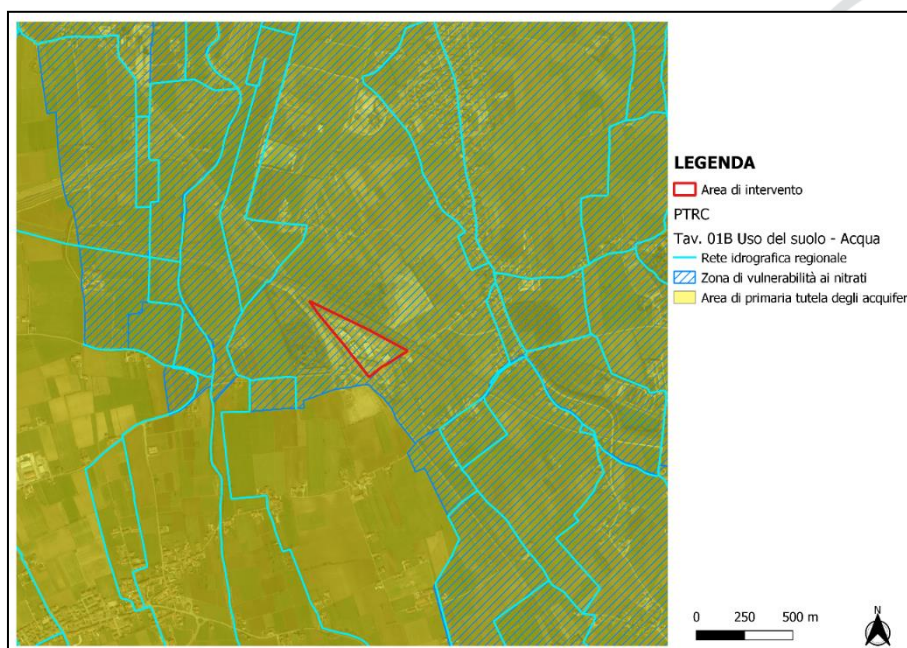 LEGENDA
Area di intervento
PTRC
Tav. 01B Uso del suolo - Acqua
Rete idrografica regionale
Zona di vulnerabilità ai nitrati
Area di primaria tutela degli acquifer
0 250 500 m
N